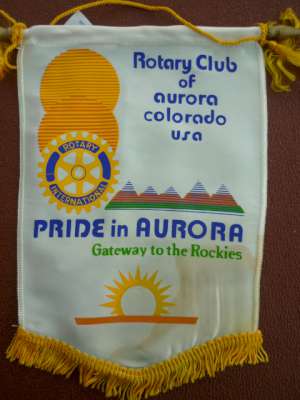 Rotary Club
of
aurora
colorado
usa
ROTARY
INTERNATIONAL
PRIDE in AURORA
Gateway to the Rockies